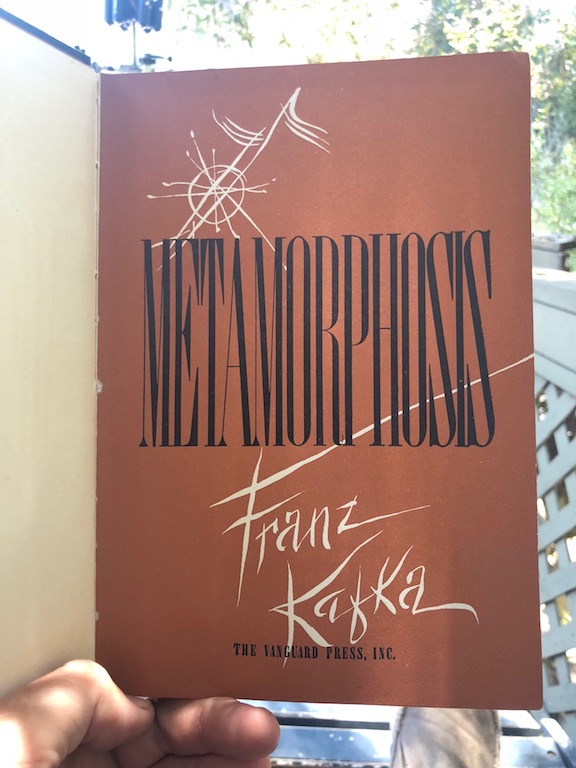 METAMORPHOSIS
Franz
Kafka
THE VANGUARD PRESS, INC.